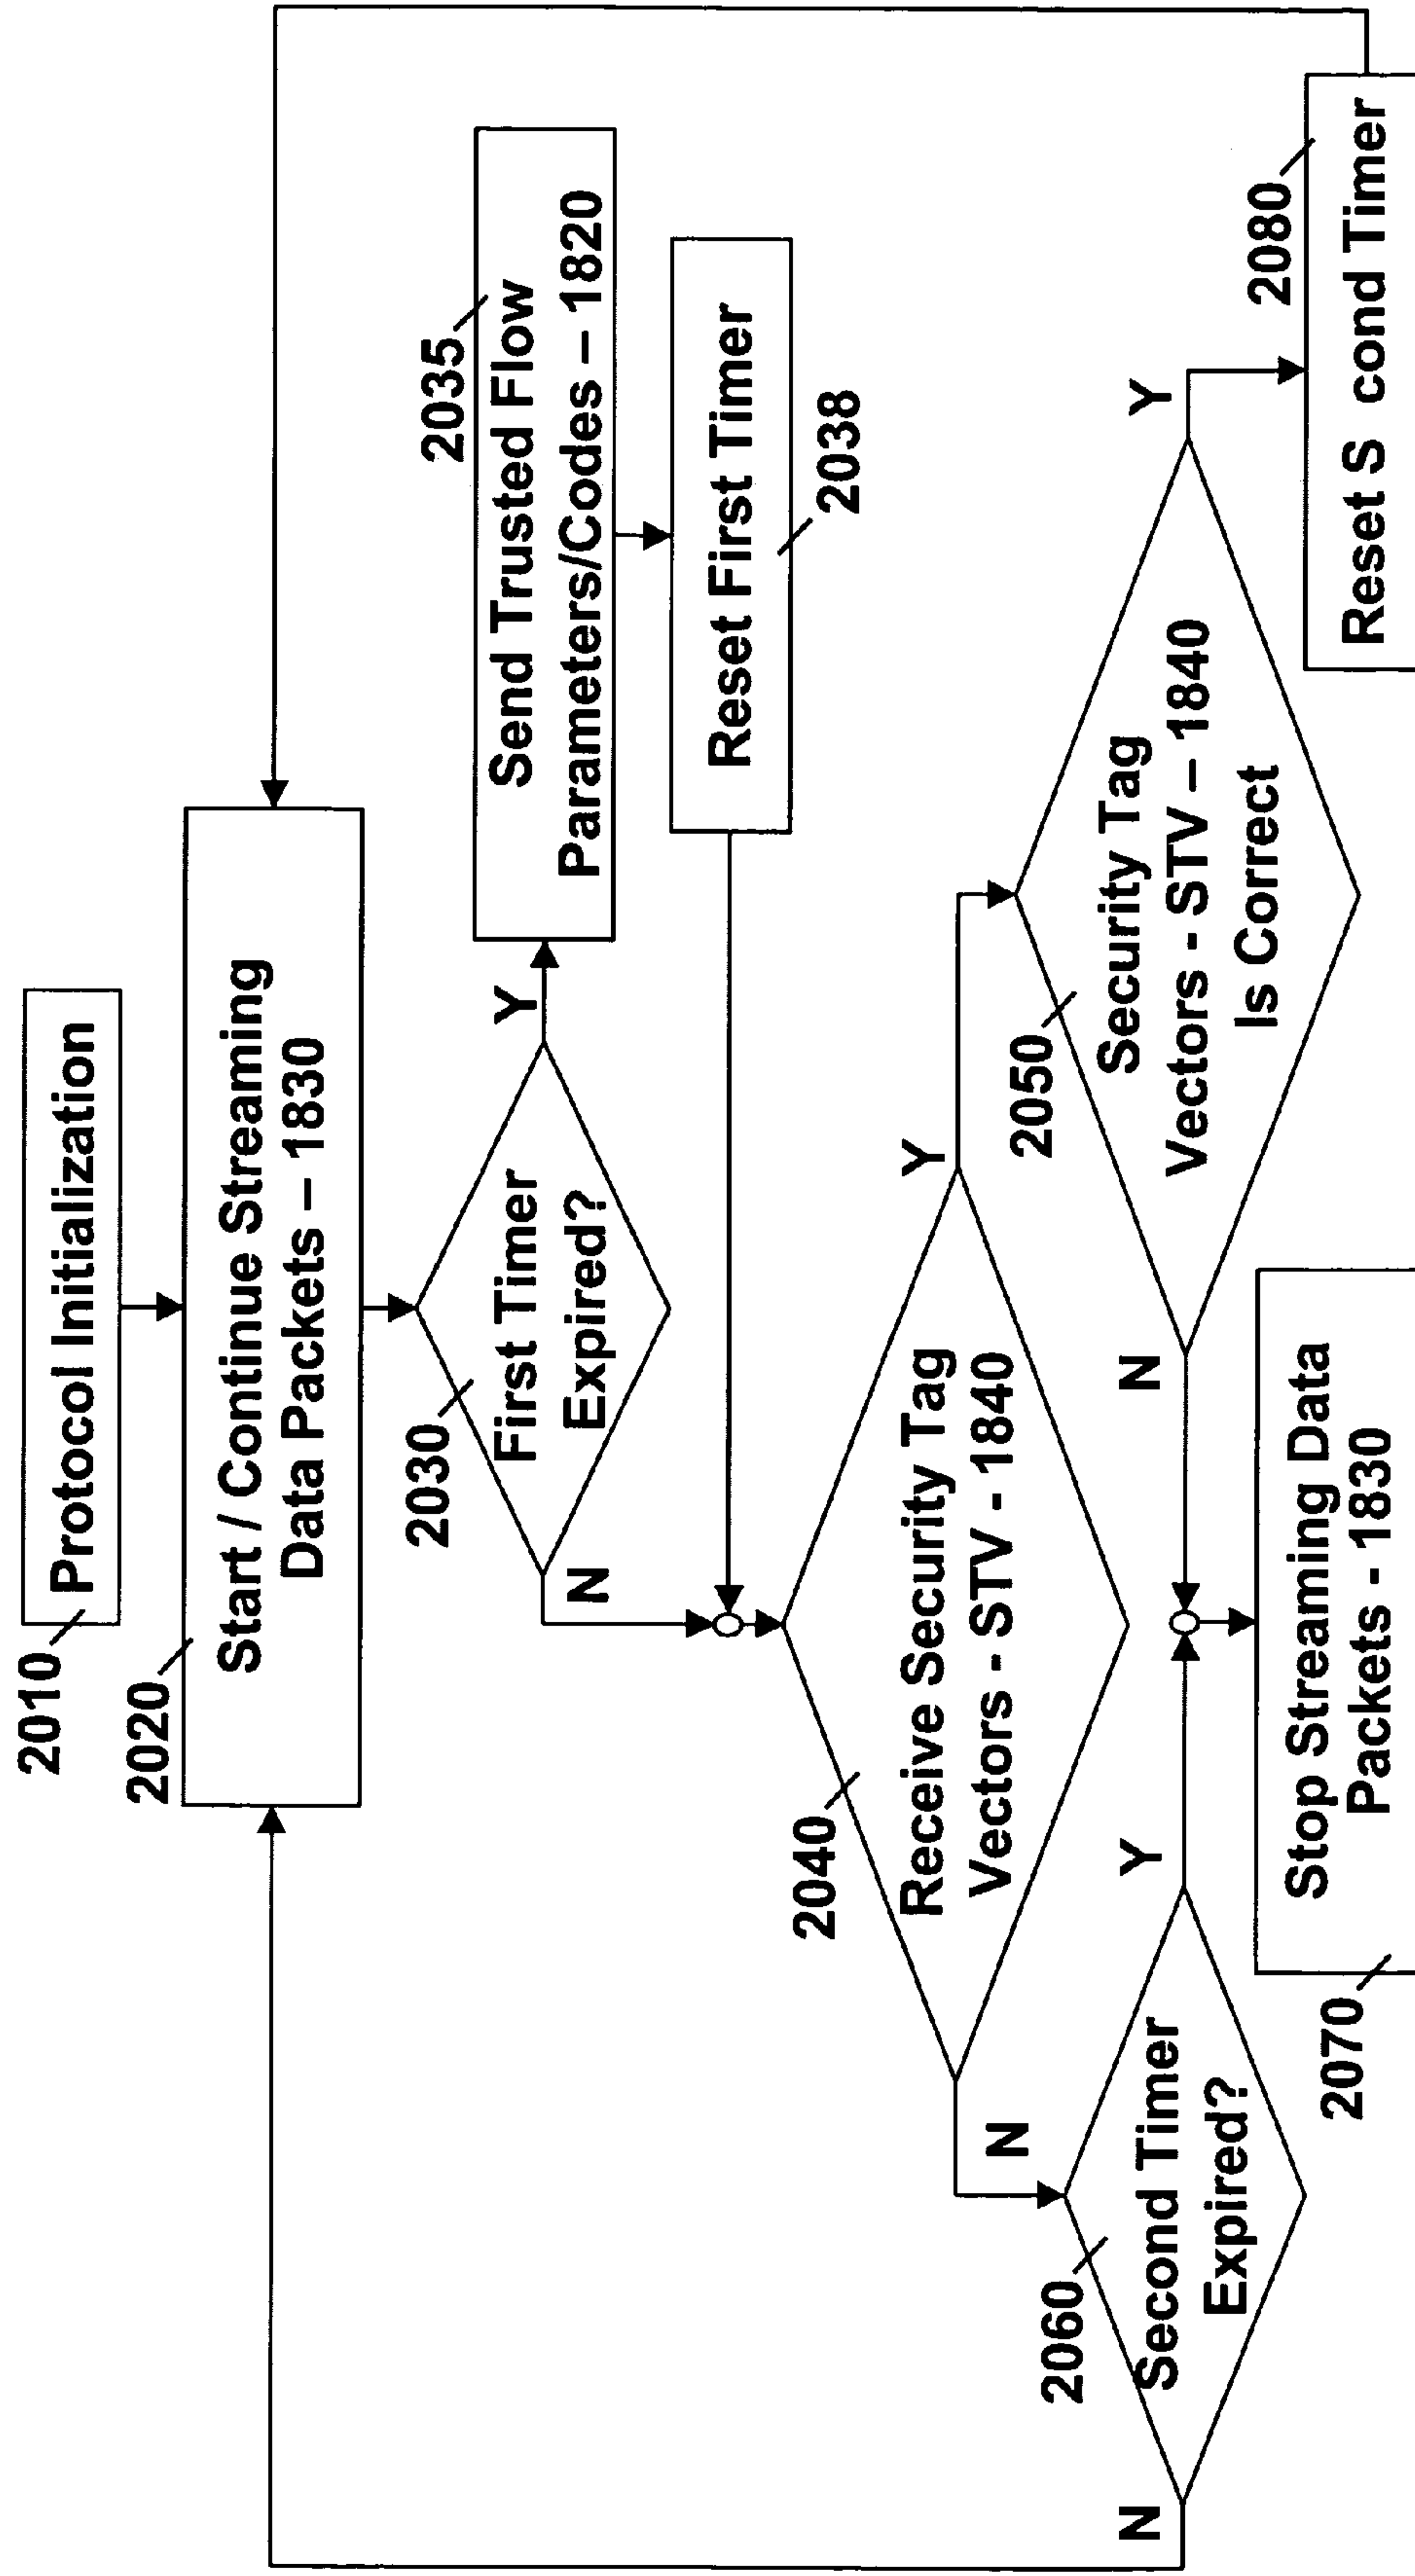 2010
Protocol Initialization
2020
Start / Continue Streaming
Data Packets – 1830
2030
First Timer
Expired?
N
Y
2035
Send Trusted Flow
Parameters/Codes – 1820
Reset First Timer
2038
2040
Receive Security Tag
Vectors - STV - 1840
N
Y
2050
Security Tag
Vectors - STV – 1840
Is Correct
N
Y
2060
Second Timer
Expired?
N
Y
2070
Stop Streaming Data
Packets - 1830
2080
Reset S cond Timer